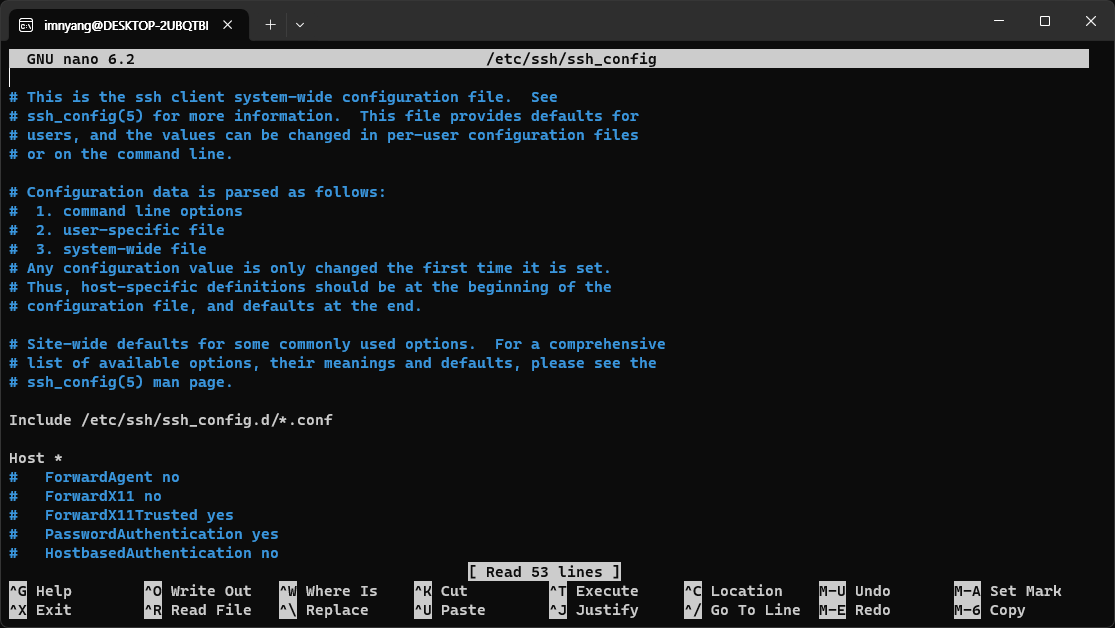 imnyang@DESKTOP-2UBQTBI
GNU nano 6.2 /etc/ssh/ssh_config
# This is the ssh client system-wide configuration file.  See
# ssh_config(5) for more information.  This file provides defaults for
# users, and the values can be changed in per-user configuration files
# or on the command line.
# Configuration data is parsed as follows:
#  1. command line options
#  2. user-specific file
#  3. system-wide file
# Any configuration value is only changed the first time it is set.
# Thus, host-specific definitions should be at the beginning of the
# configuration file, and defaults at the end.
# Site-wide defaults for some commonly used options.  For a comprehensive
# list of available options, their meanings and defaults, please see the
# ssh_config(5) man page.
Include /etc/ssh/ssh_config.d/*.conf
Host *
#   ForwardAgent no
#   ForwardX11 no
#   ForwardX11Trusted yes
#   PasswordAuthentication yes
#   HostbasedAuthentication no
[ Read 53 lines ]
^G Help ^O Write Out ^W Where Is ^K Cut ^T Execute ^C Location M-U Undo M-A Set Mark
^X Exit ^R Read File ^\ Replace ^U Paste ^J Justify ^/ Go To Line M-E Redo M-6 Copy